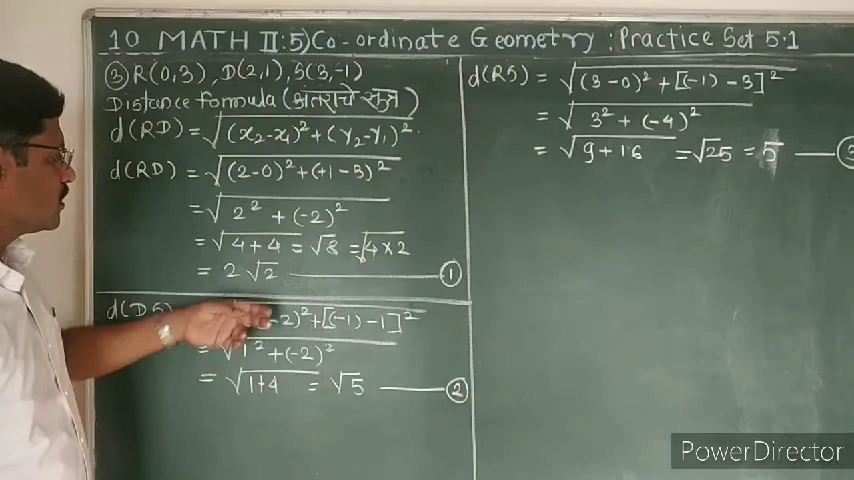 10 MATH II:5) Co-ordinate Geometry : Practice Set 5.1
③ R(0,3), D(2,1), S(3,-1)
Distance formula (अंतराचे सूत्र)
d(RD) = √(x₂-x₁)²+(y₂-y₁)²
d(RD) = √(2-0)²+(+1-3)²
= √2² + (-2)²
= √4+4 = √8 = √4×2
= 2√2 ①
d(DS)
-2)²+[(-1)-1]²
= √1²+(-2)²
= √1+4 = √5 ②
d(RS) = √(3-0)² + [(-1) - 3]²
= √3² + (-4)²
= √9+16 = √25 = 5 ③
PowerDirector